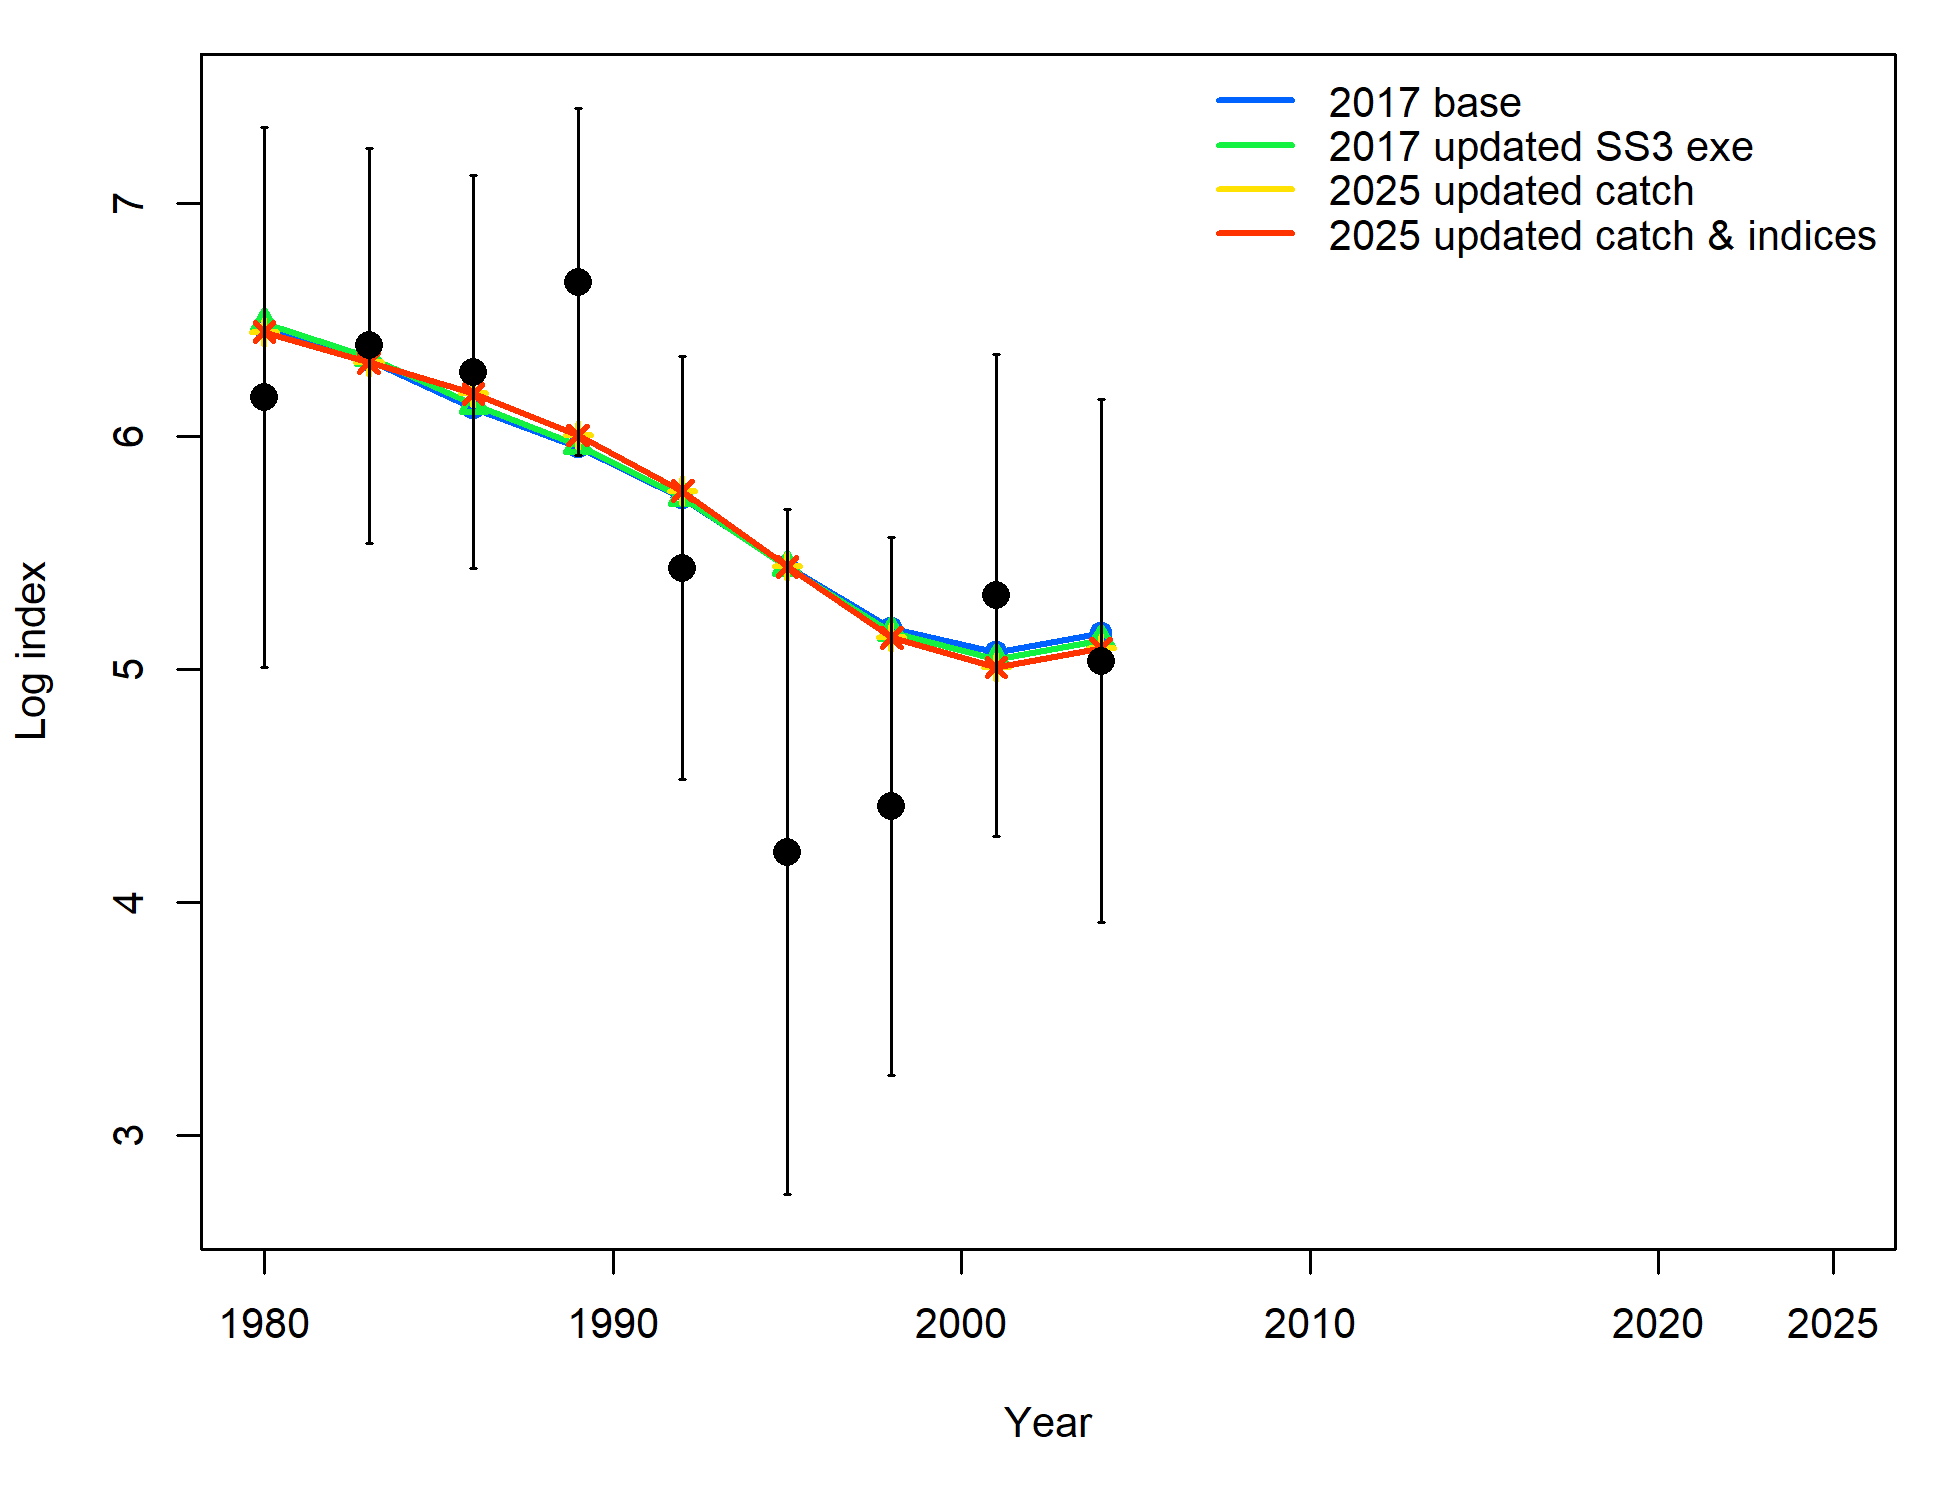 2017 base
2017 updated SS3 exe
2025 updated catch
2025 updated catch & indices
7
6
5
4
3
Log index
1980 1990 2000 2010 2020 2025
Year